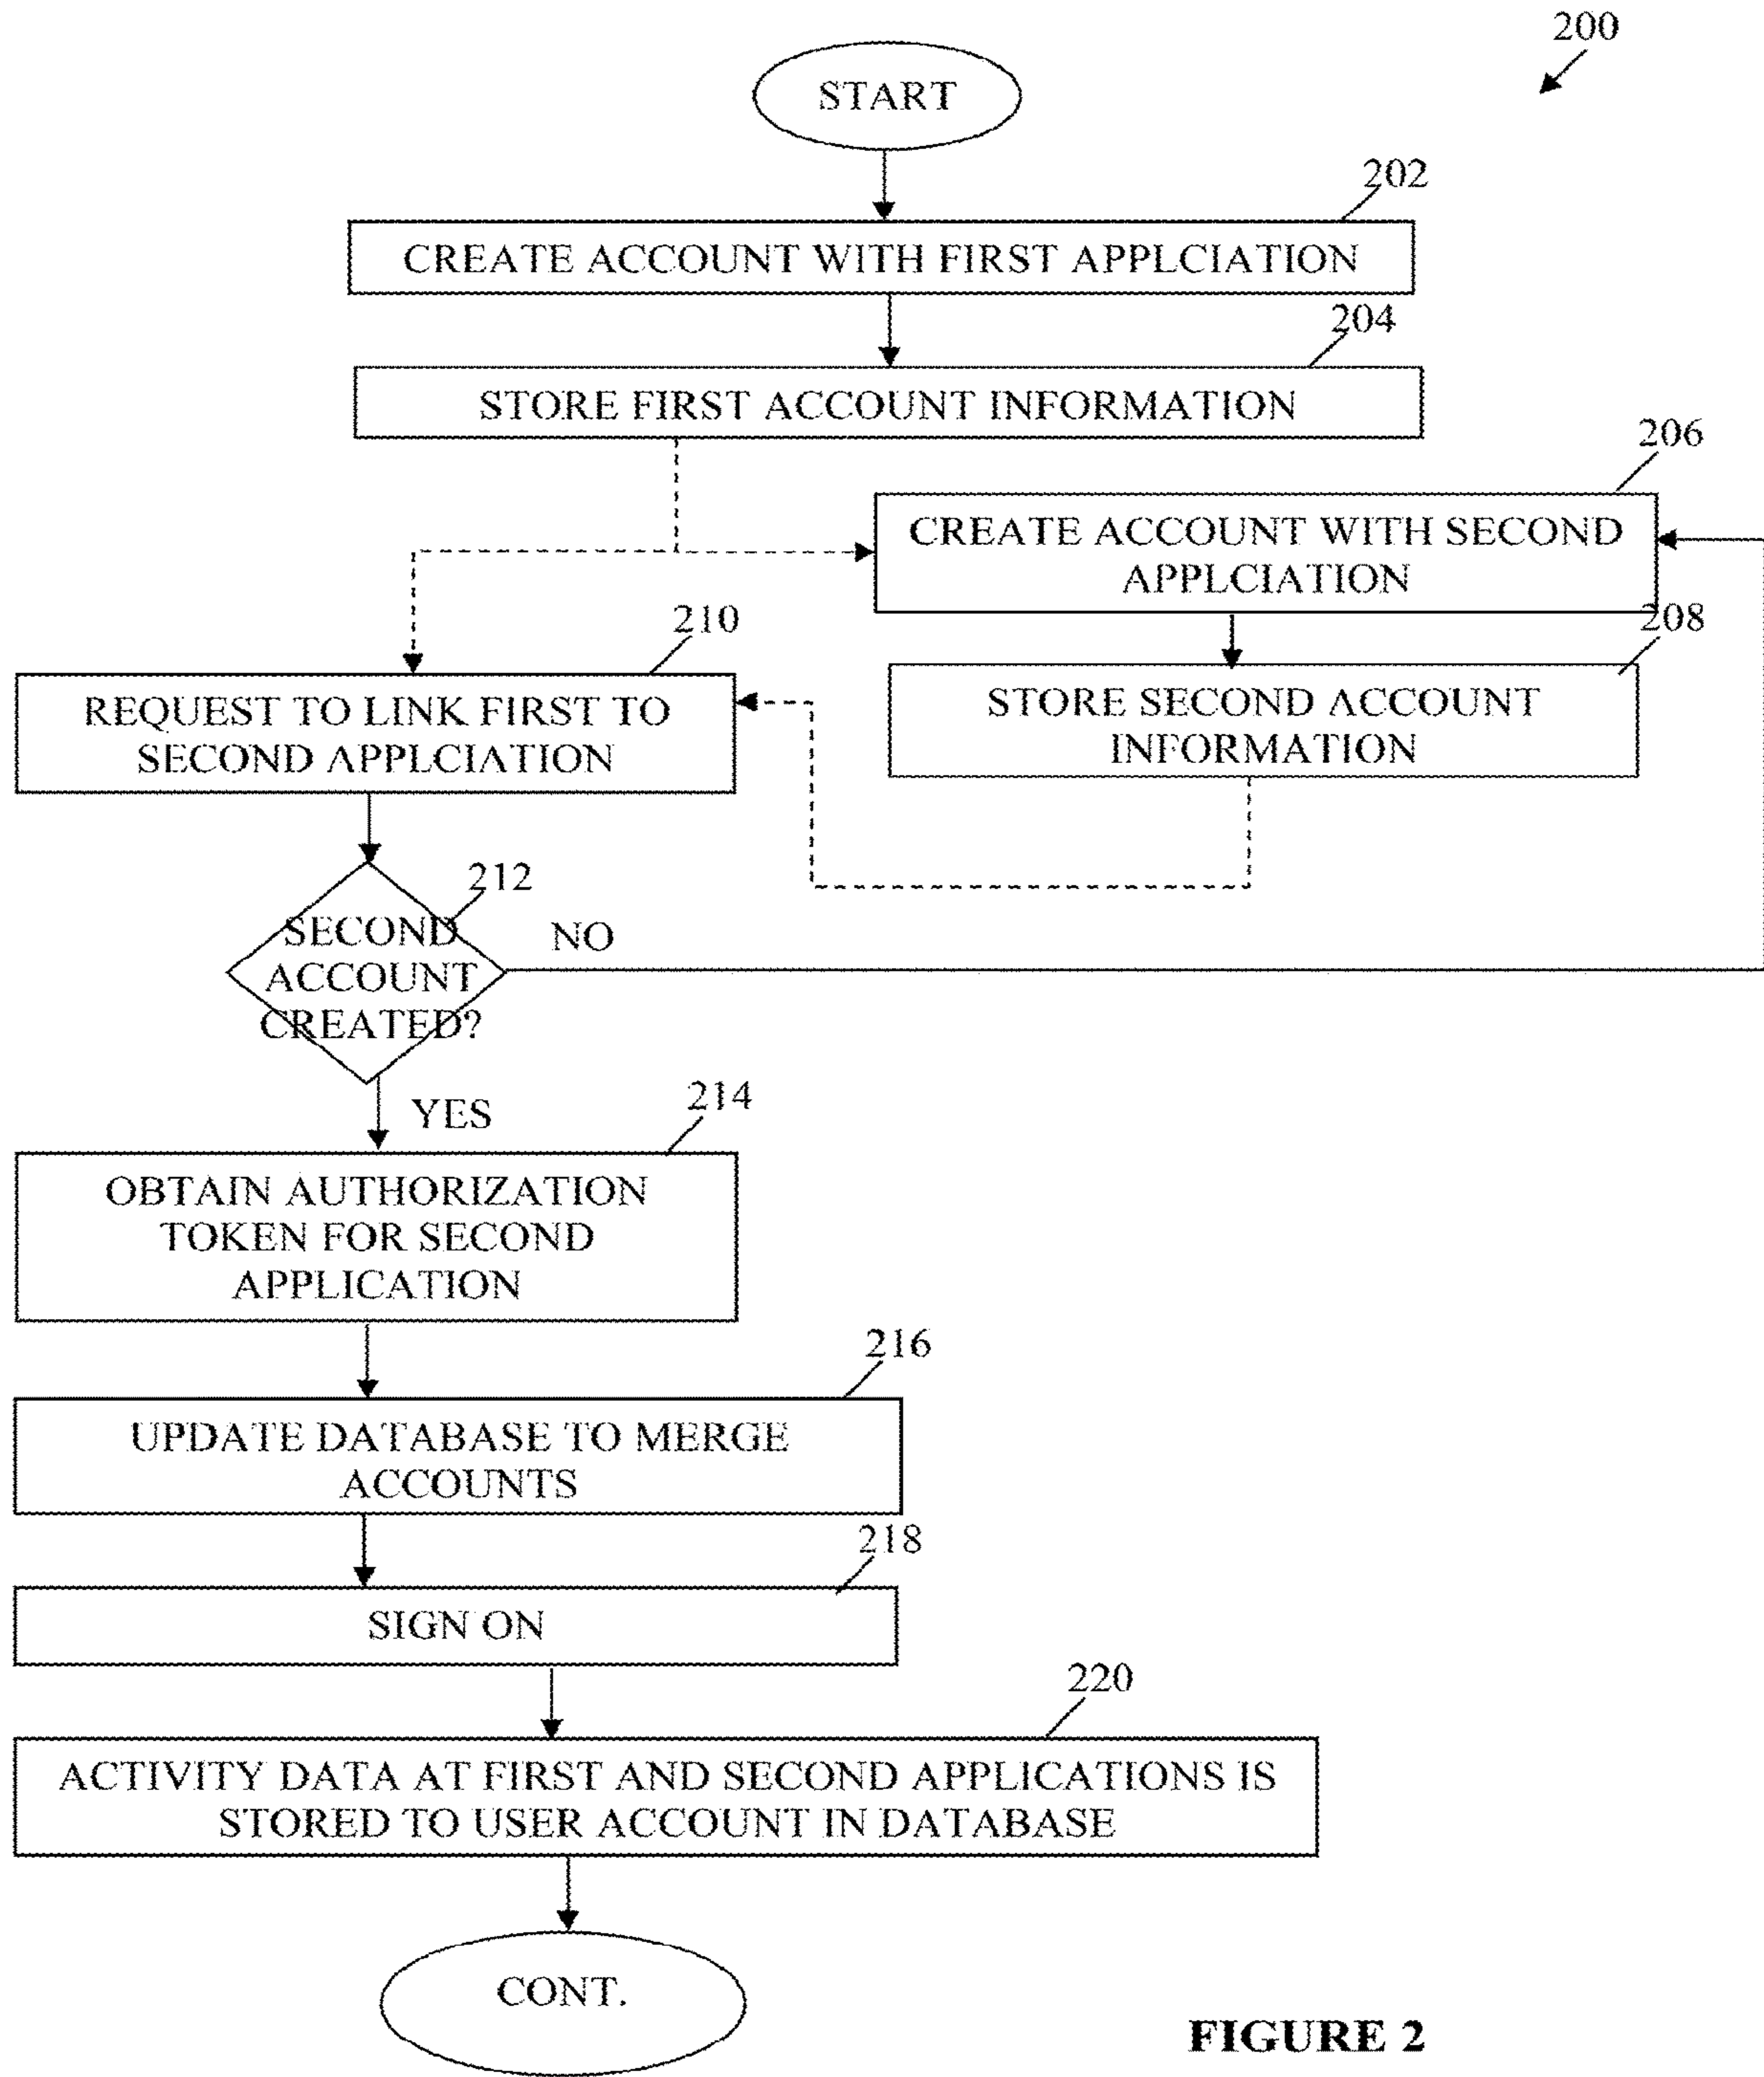 200
START
202
CREATE ACCOUNT WITH FIRST APPLCIATION
204
STORE FIRST ACCOUNT INFORMATION
206
CREATE ACCOUNT WITH SECOND
APPLCIATION
208
STORE SECOND ACCOUNT
INFORMATION
210
REQUEST TO LINK FIRST TO
SECOND APPLCIATION
212
SECOND
ACCOUNT
CREATED?
NO
YES
214
OBTAIN AUTHORIZATION
TOKEN FOR SECOND
APPLICATION
216
UPDATE DATABASE TO MERGE
ACCOUNTS
218
SIGN ON
220
ACTIVITY DATA AT FIRST AND SECOND APPLICATIONS IS
STORED TO USER ACCOUNT IN DATABASE
CONT.
FIGURE 2